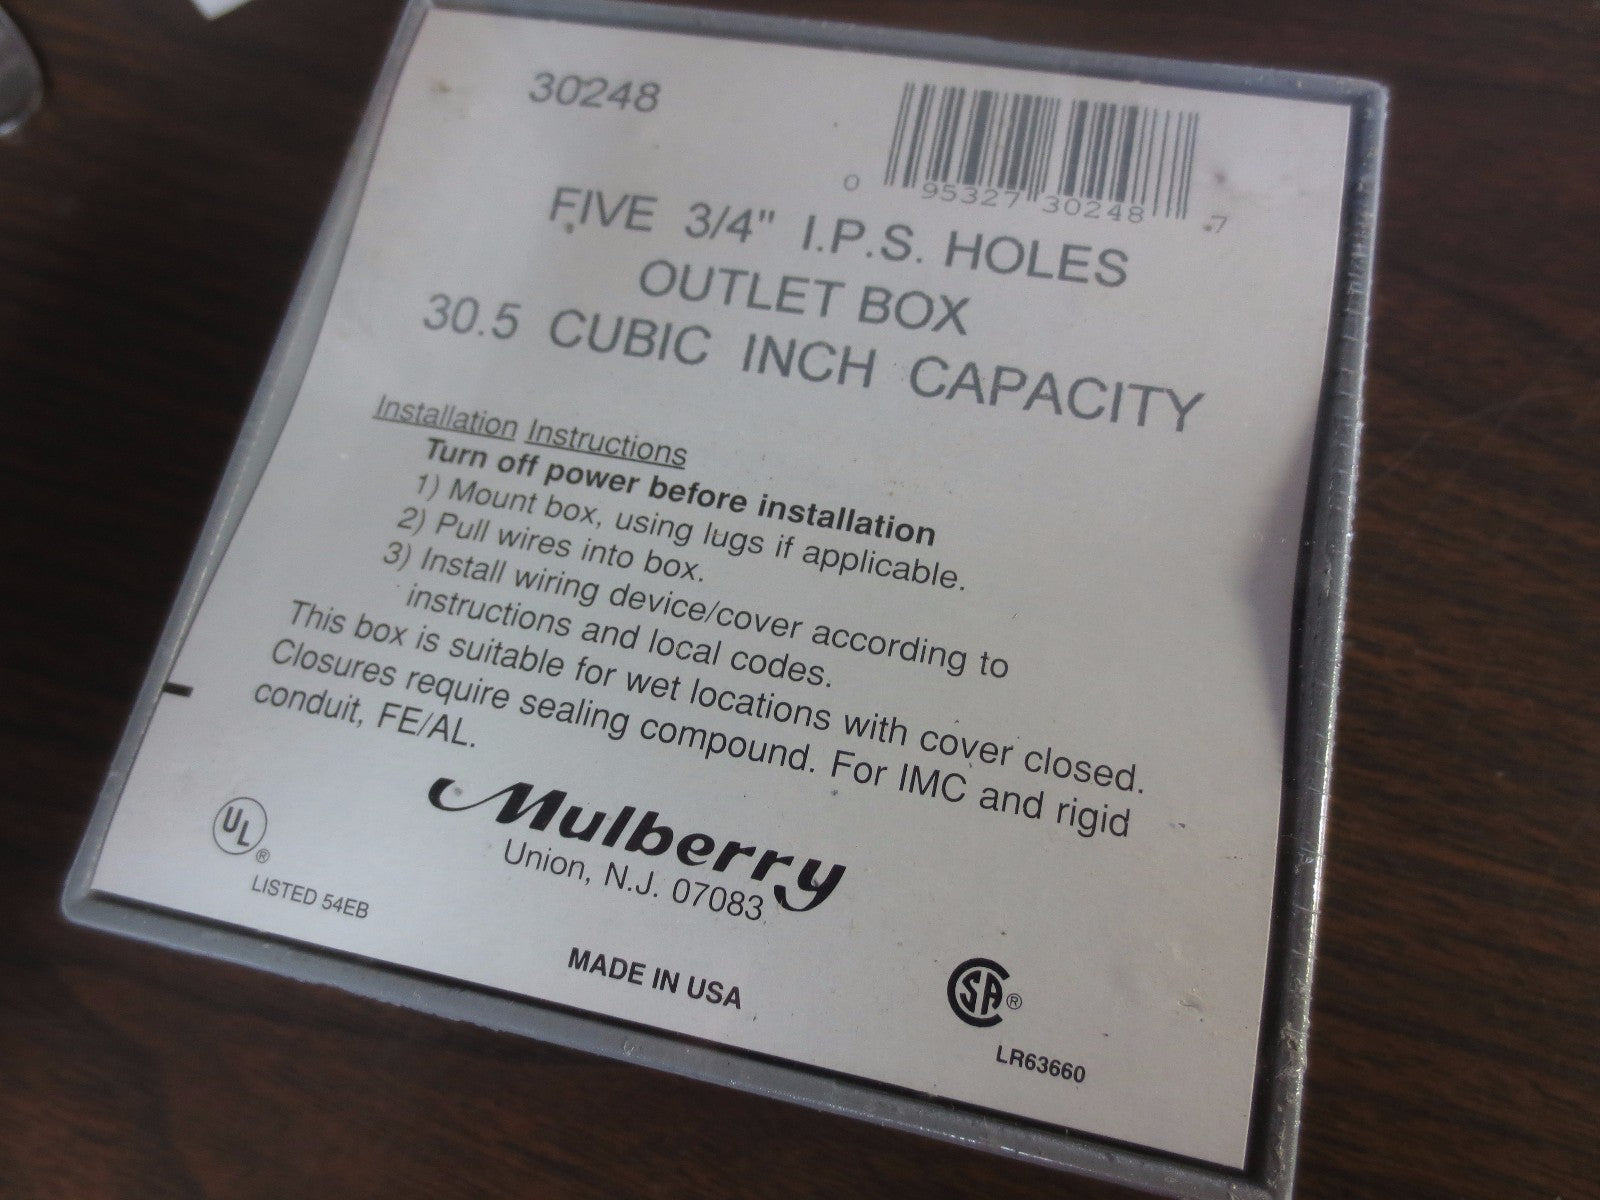 30248
0 95327 30248 7
FIVE 3/4" I.P.S. HOLES
OUTLET BOX
30.5 CUBIC INCH CAPACITY
Installation Instructions
Turn off power before installation
1) Mount box, using lugs if applicable.
2) Pull wires into box.
3) Install wiring device/cover according to
instructions and local codes.
This box is suitable for wet locations with cover closed.
Closures require sealing compound. For IMC and rigid
conduit, FE/AL.
Mulberry
Union, N.J. 07083
UL®
LISTED 54EB
MADE IN USA
CSA®
LR63660